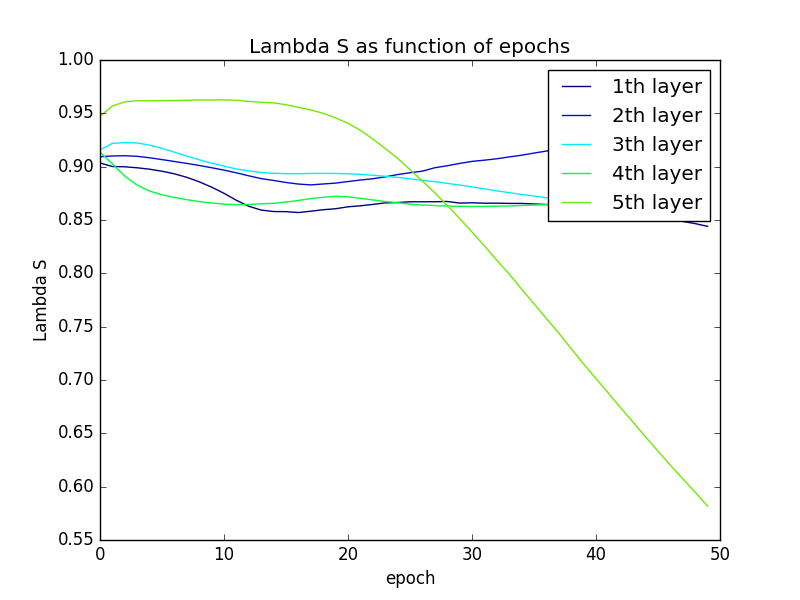 Lambda S as function of epochs
1.00
0.95
0.90
0.85
0.80
0.75
0.70
0.65
0.60
0.55
Lambda S
1th layer
2th layer
3th layer
4th layer
5th layer
0 10 20 30 40 50
epoch